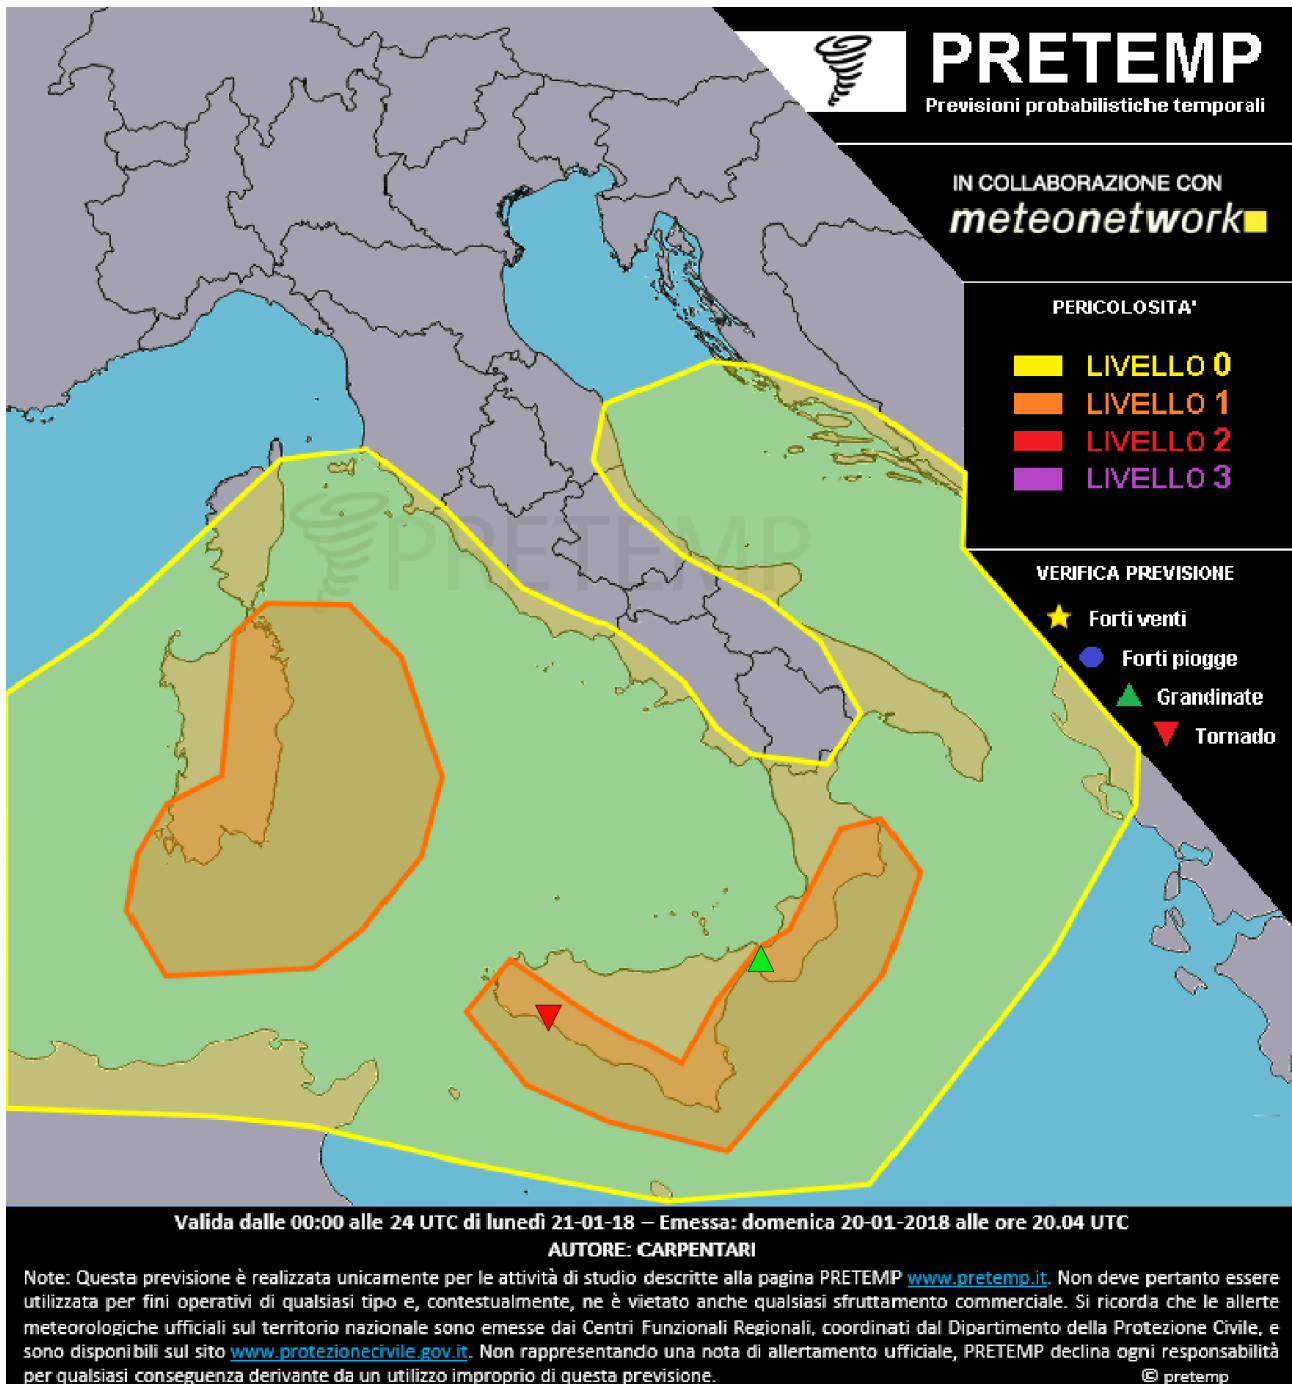 PRETEMP
Previsioni probabilistiche temporali
IN COLLABORAZIONE CON
meteonetwork
PERICOLOSITA'
LIVELLO 0
LIVELLO 1
LIVELLO 2
LIVELLO 3
PRETEMP
VERIFICA PREVISIONE
Forti venti
Forti piogge
Grandinate
Tornado
Valida dalle 00:00 alle 24 UTC di lunedì 21-01-18 – Emessa: domenica 20-01-2018 alle ore 20.04 UTC
AUTORE: CARPENTARI
Note: Questa previsione è realizzata unicamente per le attività di studio descritte alla pagina PRETEMP www.pretemp.it. Non deve pertanto essere
utilizzata per fini operativi di qualsiasi tipo e, contestualmente, ne è vietato anche qualsiasi sfruttamento commerciale. Si ricorda che le allerte
meteorologiche ufficiali sul territorio nazionale sono emesse dai Centri Funzionali Regionali, coordinati dal Dipartimento della Protezione Civile, e
sono disponibili sul sito www.protezionecivile.gov.it. Non rappresentando una nota di allertamento ufficiale, PRETEMP declina ogni responsabilità
per qualsiasi conseguenza derivante da un utilizzo improprio di questa previsione.
© pretemp